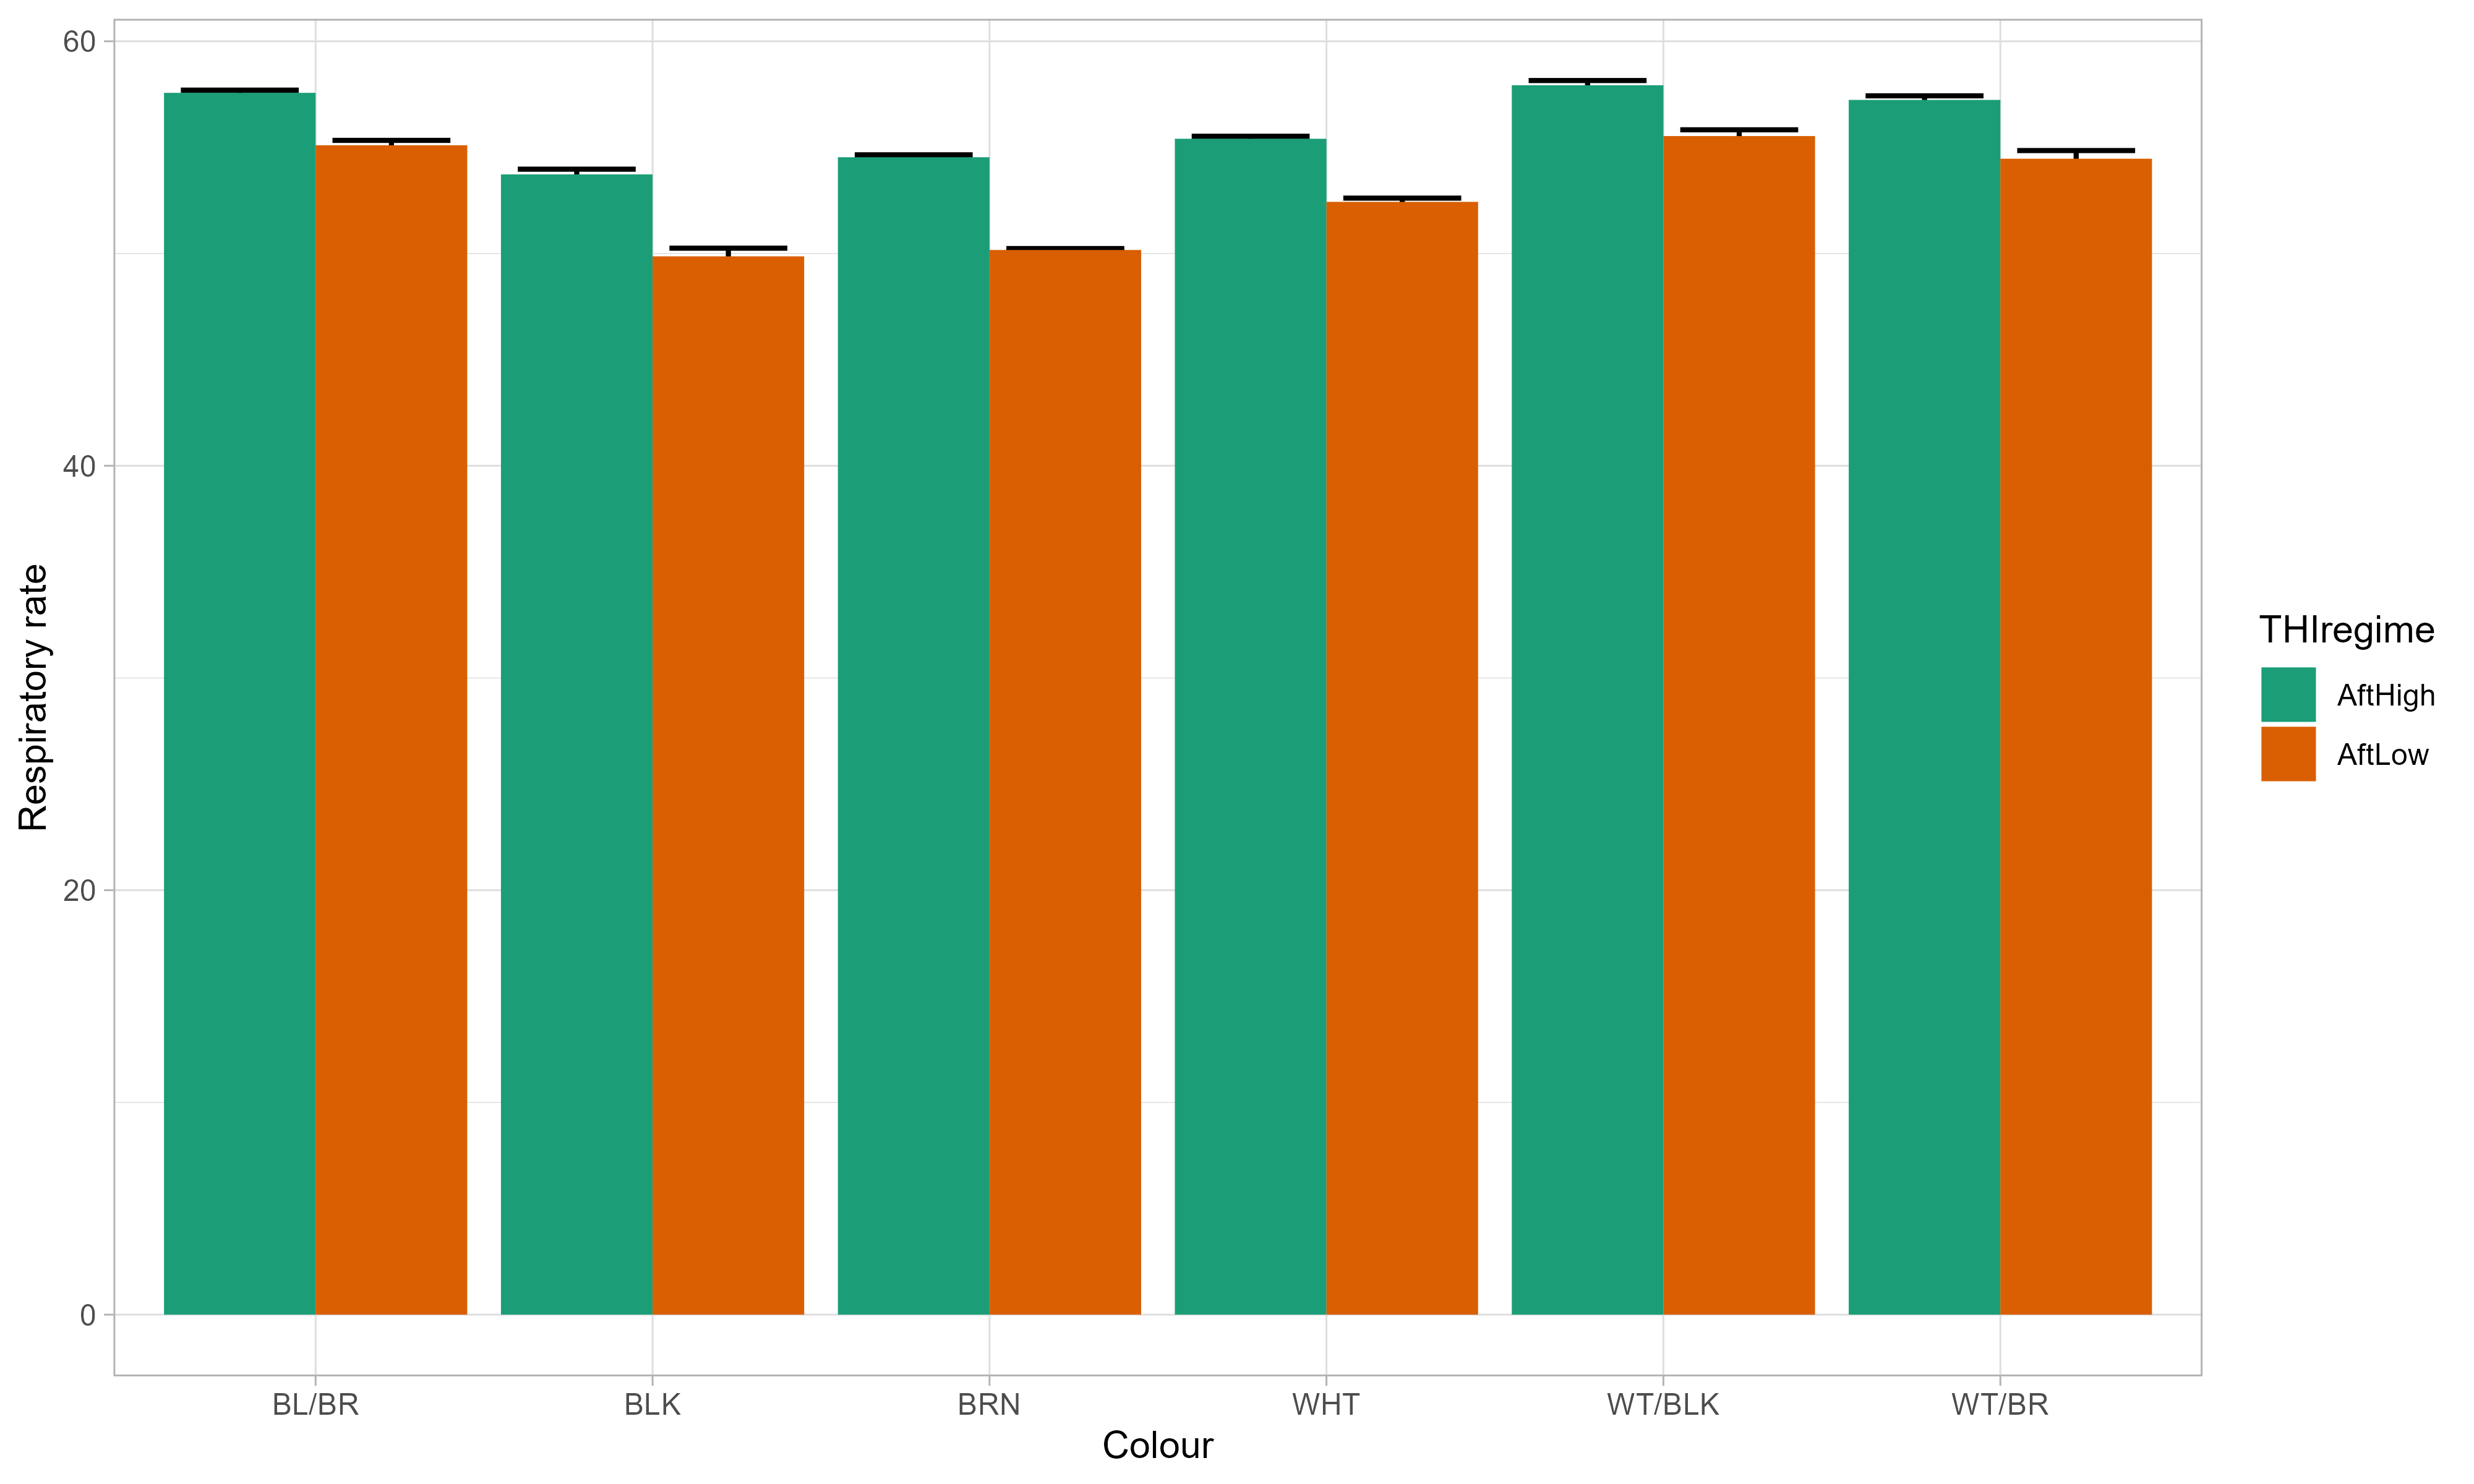 60
40
20
0
Respiratory rate
BL/BR
BLK
BRN
WHT
WT/BLK
WT/BR
Colour
THIregime
AftHigh
AftLow